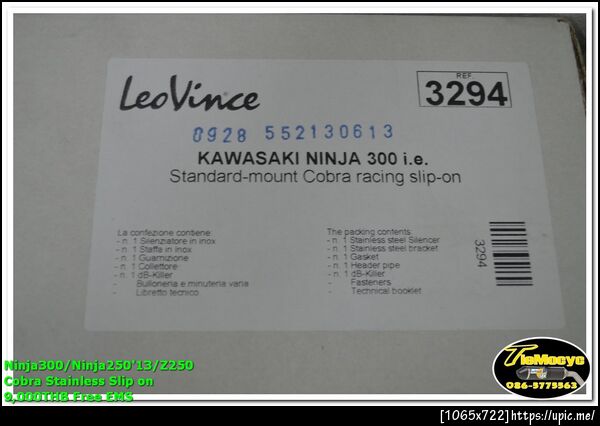 LeoVince
REF.
3294
0928 552130613
KAWASAKI NINJA 300 i.e.
Standard-mount Cobra racing slip-on
La confezione contiene
- n. 1 Silenziatore in inox
- n. 1 Staffa in inox
- n. 1 Guarnizione
- n. 1 Collettore
- n. 1 dB-Killer
- Bulloneria e minuteria varia
- Libretto tecnico
The packing contents:
- n. 1 Stainless steel Silencer
- n. 1 Stainless steel bracket
- n. 1 Gasket
- n. 1 Header pipe
- n. 1 dB-Killer
- Fasteners
- Technical booklet
3294
Ninja300/Ninja250'13/Z250
Cobra Stainless Slip on
9,000THB Free EMS
TleMocyc
086-5775563
[1065x722]https://upic.me/